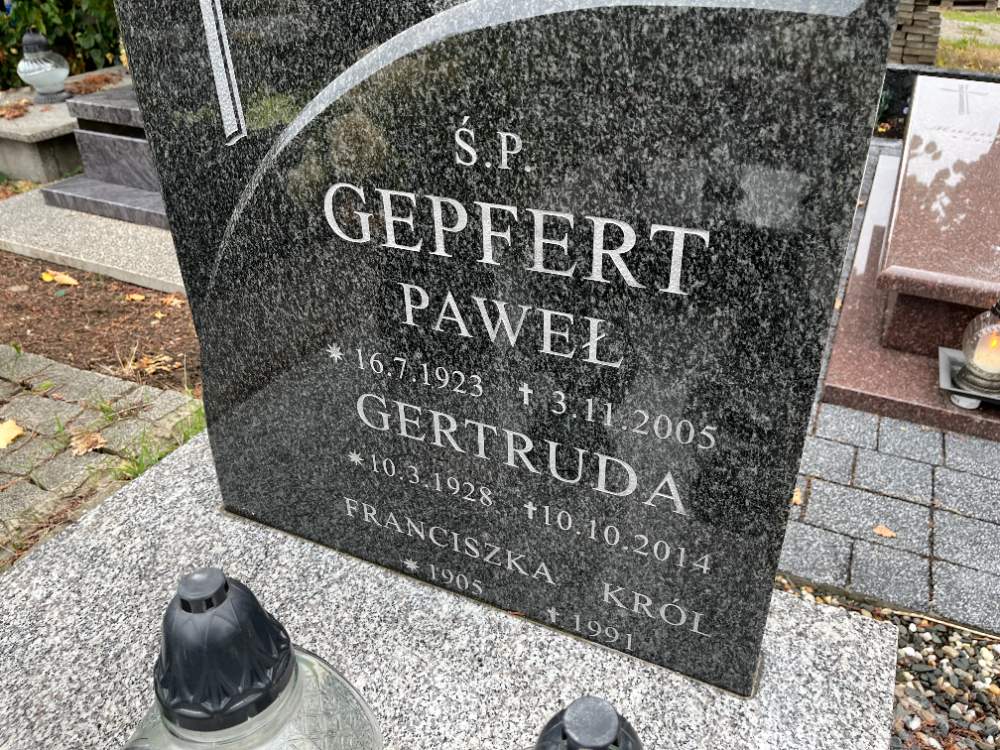 Ś.P.
GEPFERT
PAWEŁ
* 16.7.1923 † 3.11.2005
GERTRUDA
* 10.3.1928 † 10.10.2014
FRANCISZKA KRÓL
* 1905 † 1991